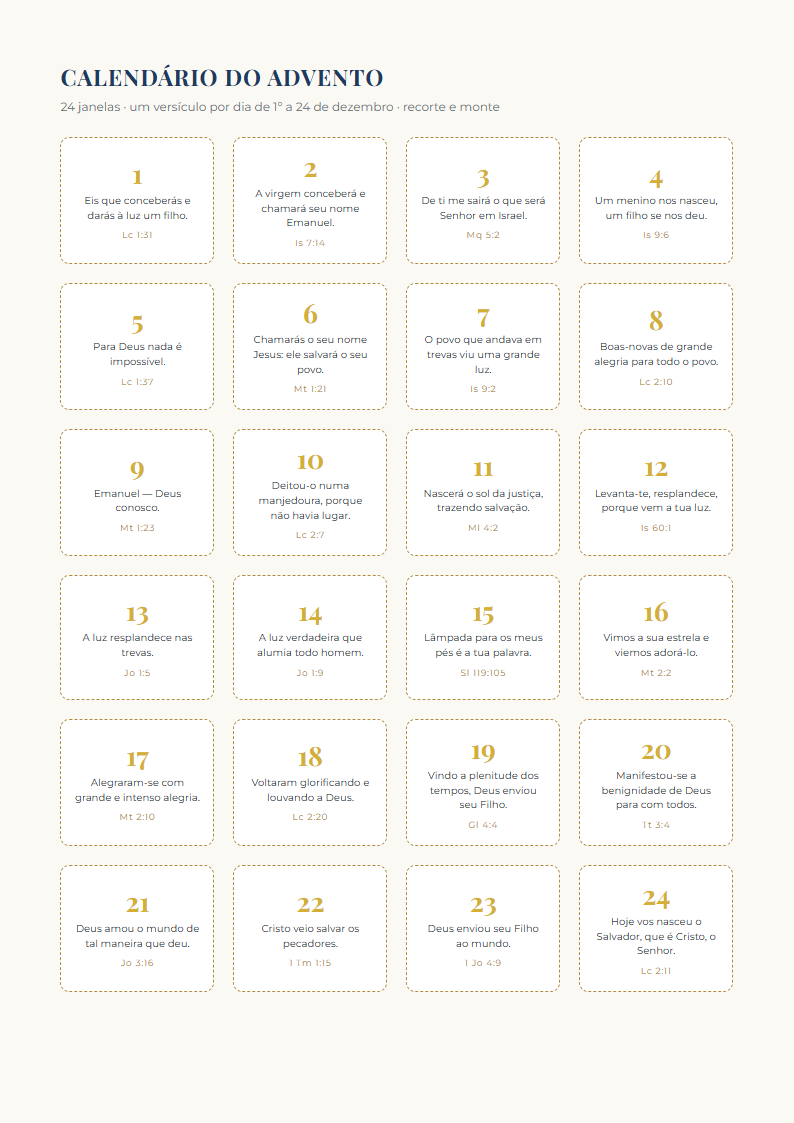 CALENDÁRIO DO ADVENTO
24 janelas · um versículo por dia de 1º a 24 de dezembro · recorte e monte
1
Eis que conceberás e
darás à luz um filho.
Lc 1:31
2
A virgem conceberá e
chamará seu nome
Emanuel.
Is 7:14
3
De ti me sairá o que será
Senhor em Israel.
Mq 5:2
4
Um menino nos nasceu,
um filho se nos deu.
Is 9:6
5
Para Deus nada é
impossível.
Lc 1:37
6
Chamarás o seu nome
Jesus: ele salvará o seu
povo.
Mt 1:21
7
O povo que andava em
trevas viu uma grande
luz.
Is 9:2
8
Boas-novas de grande
alegria para todo o povo.
Lc 2:10
9
Emanuel — Deus
conosco.
Mt 1:23
10
Deitou-o numa
manjedoura, porque
não havia lugar.
Lc 2:7
11
Nascerá o sol da justiça,
trazendo salvação.
Ml 4:2
12
Levanta-te, resplandece,
porque vem a tua luz.
Is 60:1
13
A luz resplandece nas
trevas.
Jo 1:5
14
A luz verdadeira que
alumia todo homem.
Jo 1:9
15
Lâmpada para os meus
pés é a tua palavra.
Sl 119:105
16
Vimos a sua estrela e
viemos adorá-lo.
Mt 2:2
17
Alegraram-se com
grande e intenso alegria.
Mt 2:10
18
Voltaram glorificando e
louvando a Deus.
Lc 2:20
19
Vindo a plenitude dos
tempos, Deus enviou
seu Filho.
Gl 4:4
20
Manifestou-se a
benignidade de Deus
para com todos.
Tt 3:4
21
Deus amou o mundo de
tal maneira que deu.
Jo 3:16
22
Cristo veio salvar os
pecadores.
1 Tm 1:15
23
Deus enviou seu Filho
ao mundo.
1 Jo 4:9
24
Hoje vos nasceu o
Salvador, que é Cristo, o
Senhor.
Lc 2:11